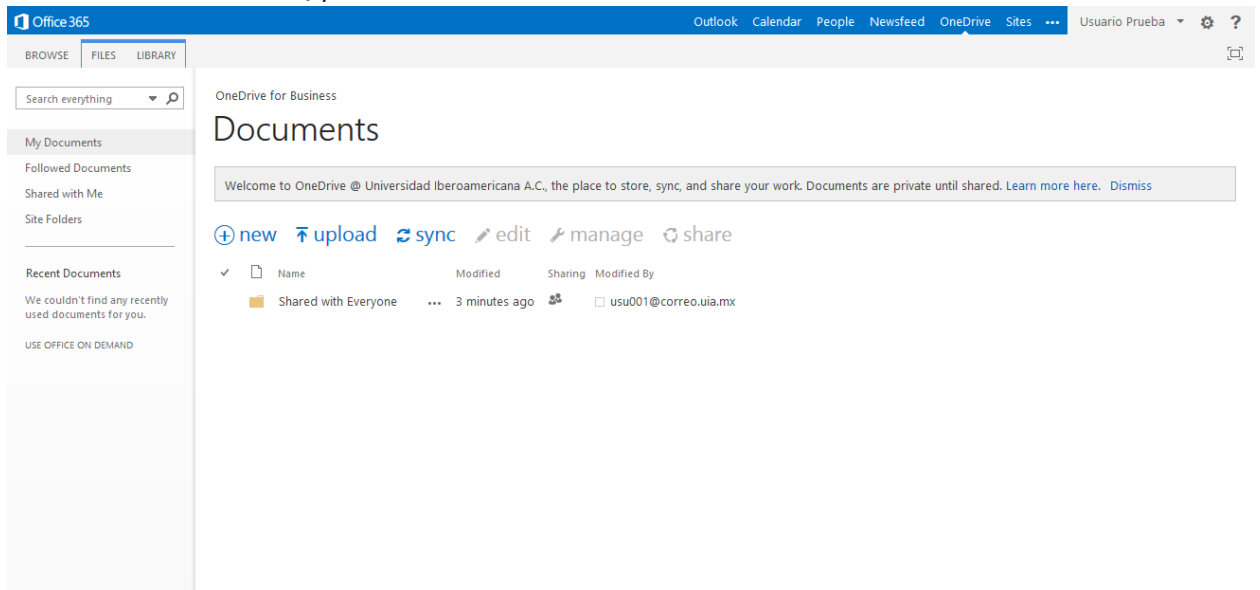 Office 365
Outlook Calendar People Newsfeed OneDrive Sites ••• Usuario Prueba ?
BROWSE FILES LIBRARY
Search everything
My Documents
Followed Documents
Shared with Me
Site Folders
Recent Documents
We couldn't find any recently
used documents for you.
USE OFFICE ON DEMAND
OneDrive for Business
Documents
Welcome to OneDrive @ Universidad Iberoamericana A.C., the place to store, sync, and share your work. Documents are private until shared. Learn more here. Dismiss
new upload sync edit manage share
Name Modified Sharing Modified By
Shared with Everyone ••• 3 minutes ago usu001@correo.uia.mx